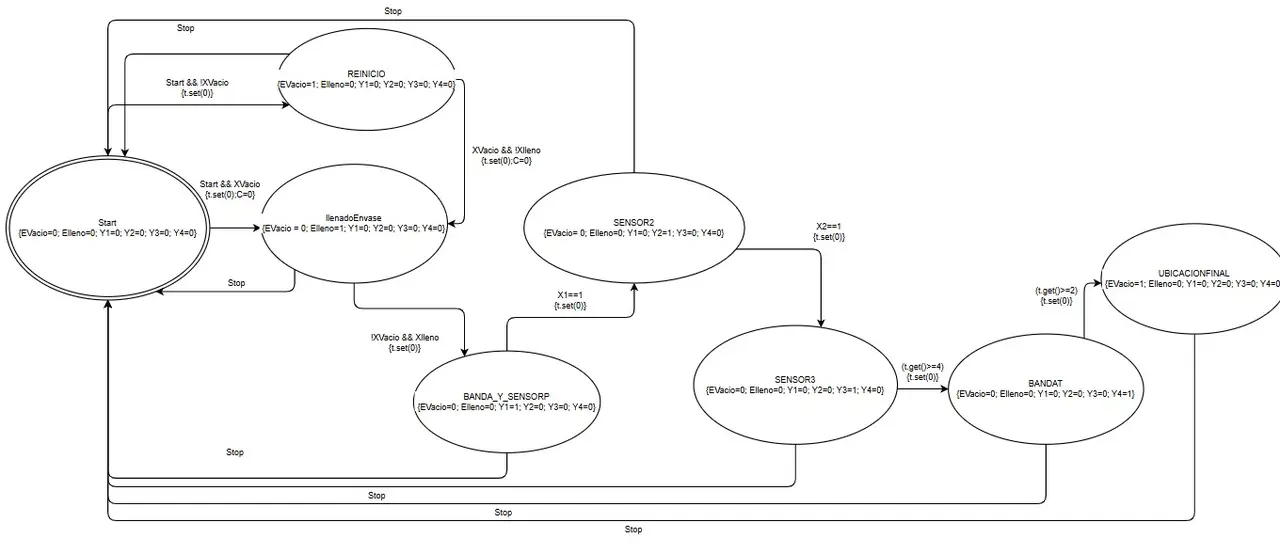 Stop
Stop
REINICIO
{EVacio=1; Elleno=0; Y1=0; Y2=0; Y3=0; Y4=0}
Start && !XVacio
{t.set(0)}
XVacio && !Xlleno
{t.set(0);C=0}
Start && XVacio
{t.set(0);C=0}
Start
{EVacio=0; Elleno=0; Y1=0; Y2=0; Y3=0; Y4=0}
llenadoEnvase
{EVacio = 0; Elleno=1; Y1=0; Y2=0; Y3=0; Y4=0}
SENSOR2
{EVacio= 0; Elleno=0; Y1=0; Y2=1; Y3=0; Y4=0}
X2==1
{t.set(0)}
Stop
X1==1
{t.set(0)}
UBICACIONFINAL
{EVacio=1; Elleno=0; Y1=0; Y2=0; Y3=0; Y4=0
(t.get()>=2)
{t.set(0)}
!XVacio && Xlleno
{t.set(0)}
BANDA_Y_SENSORP
{EVacio=0; Elleno=0; Y1=1; Y2=0; Y3=0; Y4=0}
SENSOR3
{EVacio=0; Elleno=0; Y1=0; Y2=0; Y3=1; Y4=0}
(t.get()>=4)
{t.set(0)}
BANDAT
{EVacio=0; Elleno=0; Y1=0; Y2=0; Y3=0; Y4=1}
Stop
Stop
Stop
Stop